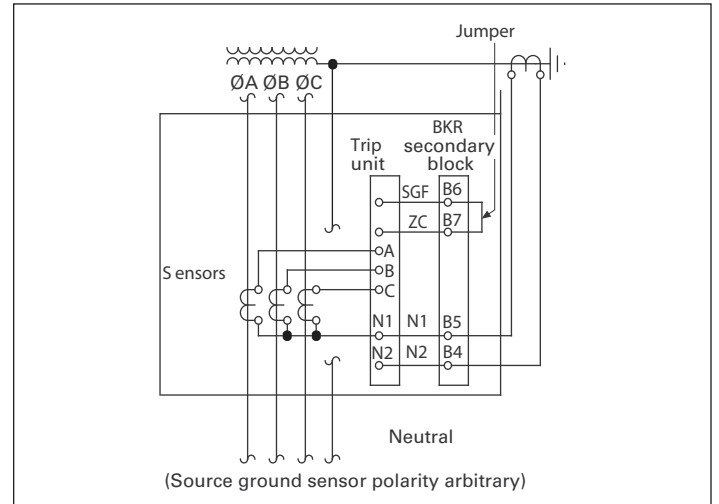 Jumper
ØA ØB ØC
BKR
Trip secondary
unit block
SGF B6
ZC B7
A
B
S ensors
C
N1 N1 B5
N2 N2 B4
Neutral
(Source ground sensor polarity arbitrary)